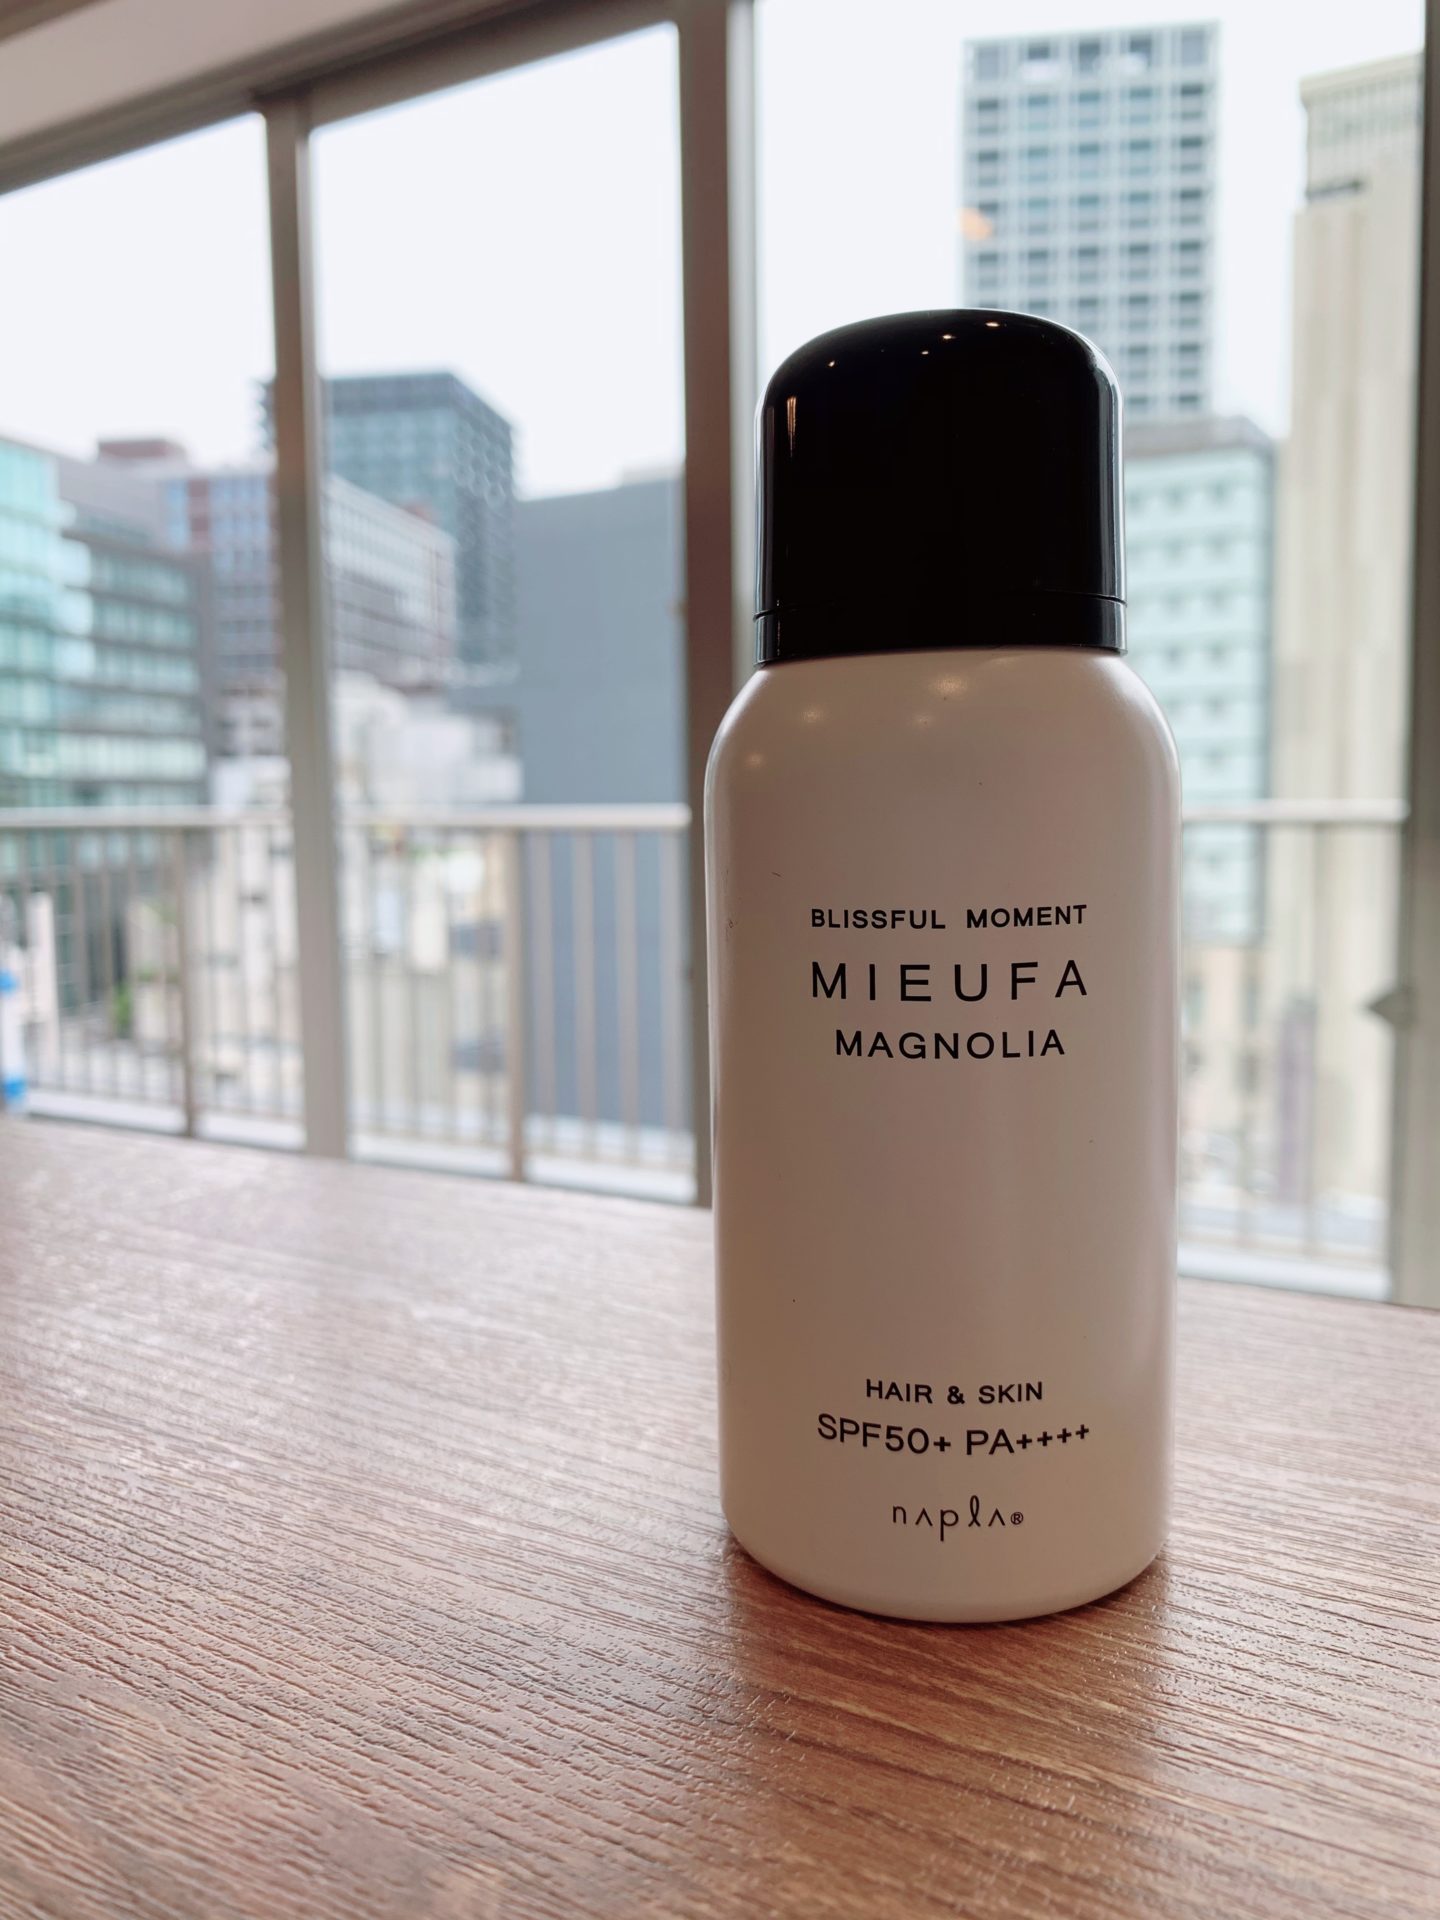 BLISSFUL MOMENT
MIEUFA
MAGNOLIA
HAIR & SKIN
SPF50+ PA++++
napla®